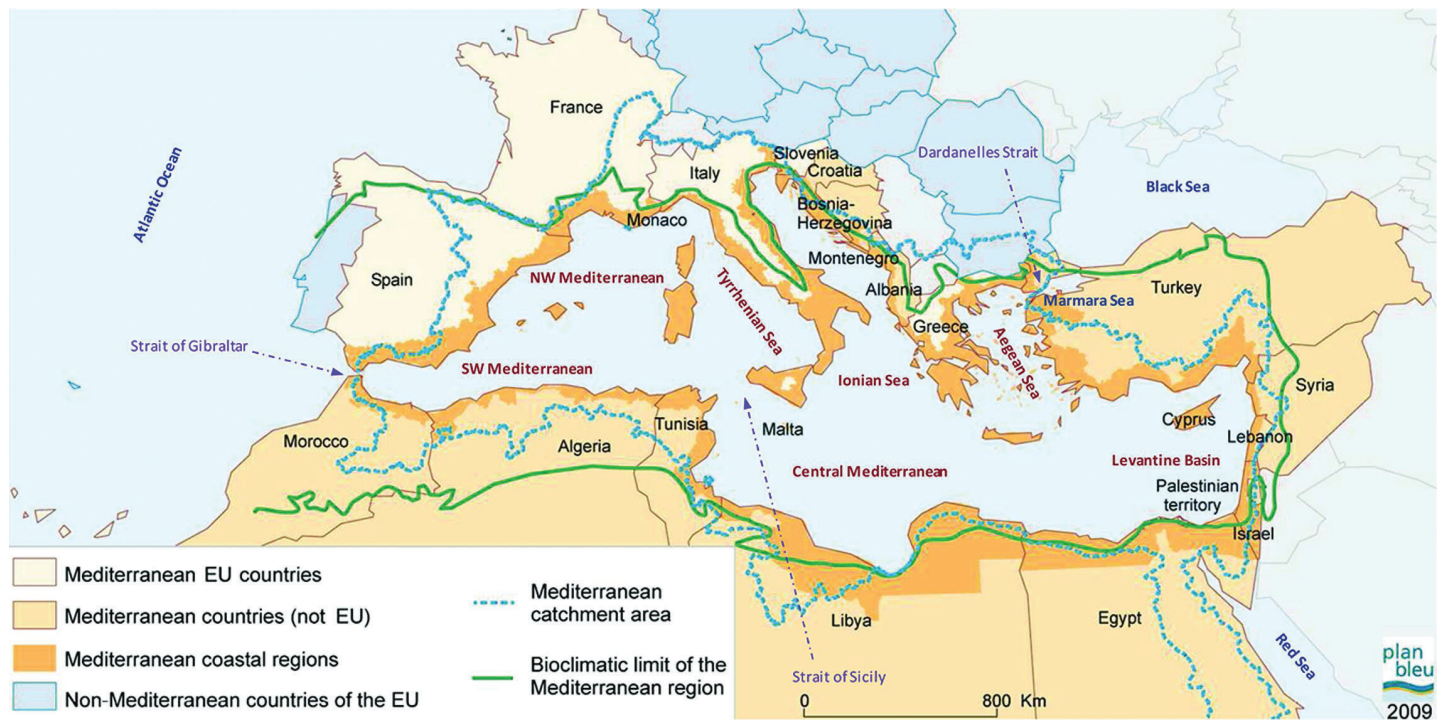 France
Atlantic Ocean
Slovenia
Croatia
Dardanelles Strait
Italy
Black Sea
Bosnia-
Herzegovina
Monaco
Montenegro
Spain
NW Mediterranean
Tyrrhenian Sea
Albania
Turkey
Marmara Sea
Greece
Aegean Sea
Strait of Gibraltar
SW Mediterranean
Ionian Sea
Syria
Cyprus
Morocco
Algeria
Tunisia
Malta
Lebanon
Central Mediterranean
Levantine Basin
Palestinian
territory
Israel
Libya
Egypt
Red Sea
Strait of Sicily
Mediterranean EU countries
Mediterranean countries (not EU)
Mediterranean coastal regions
Non-Mediterranean countries of the EU
Mediterranean
catchment area
Bioclimatic limit of the
Mediterranean region
0 800 Km
plan
bleu
2009